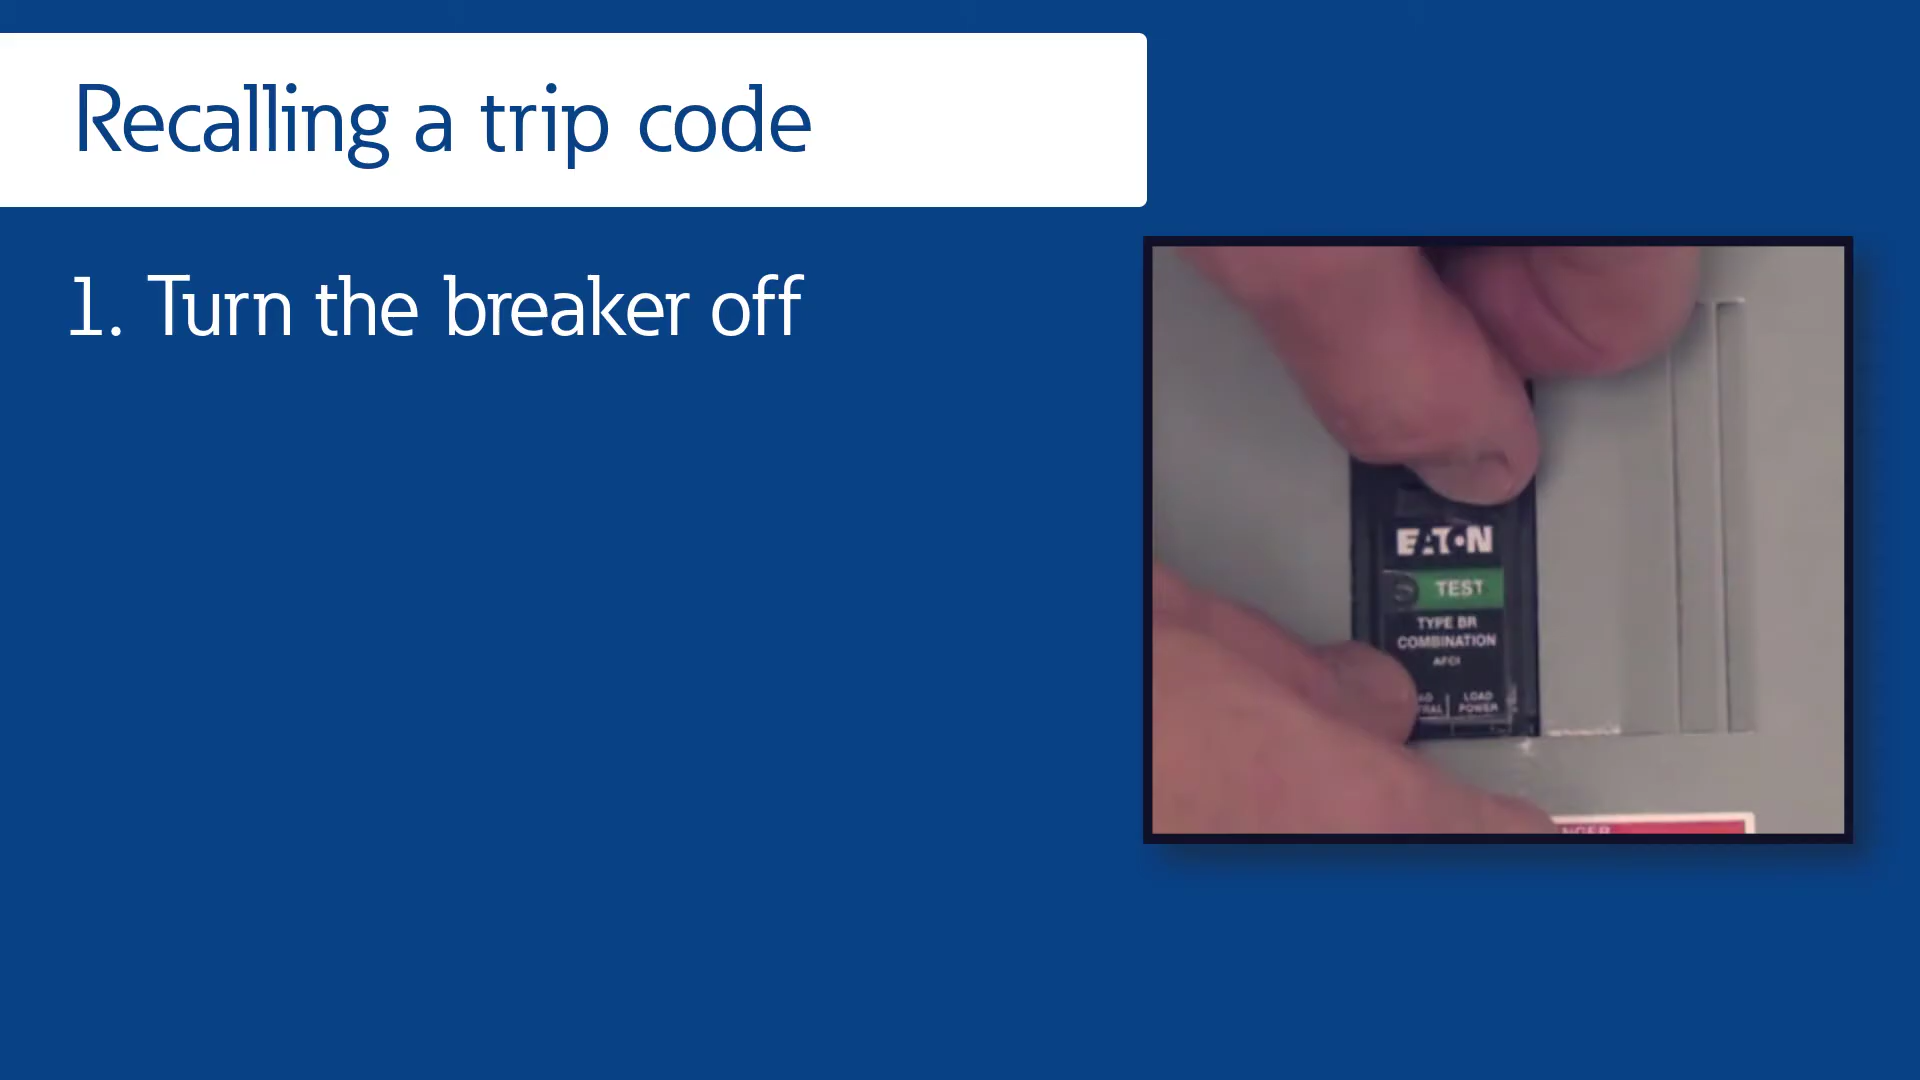 Recalling a trip code
1. Turn the breaker off
EATON
TEST
TYPE BR
COMBINATION
AFCI
LOAD
POWER